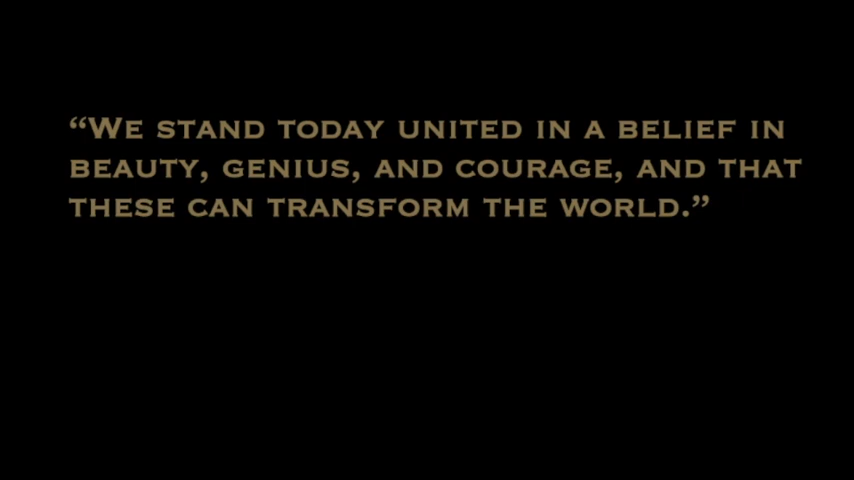 “We stand today united in a belief in
beauty, genius, and courage, and that
these can transform the world.”